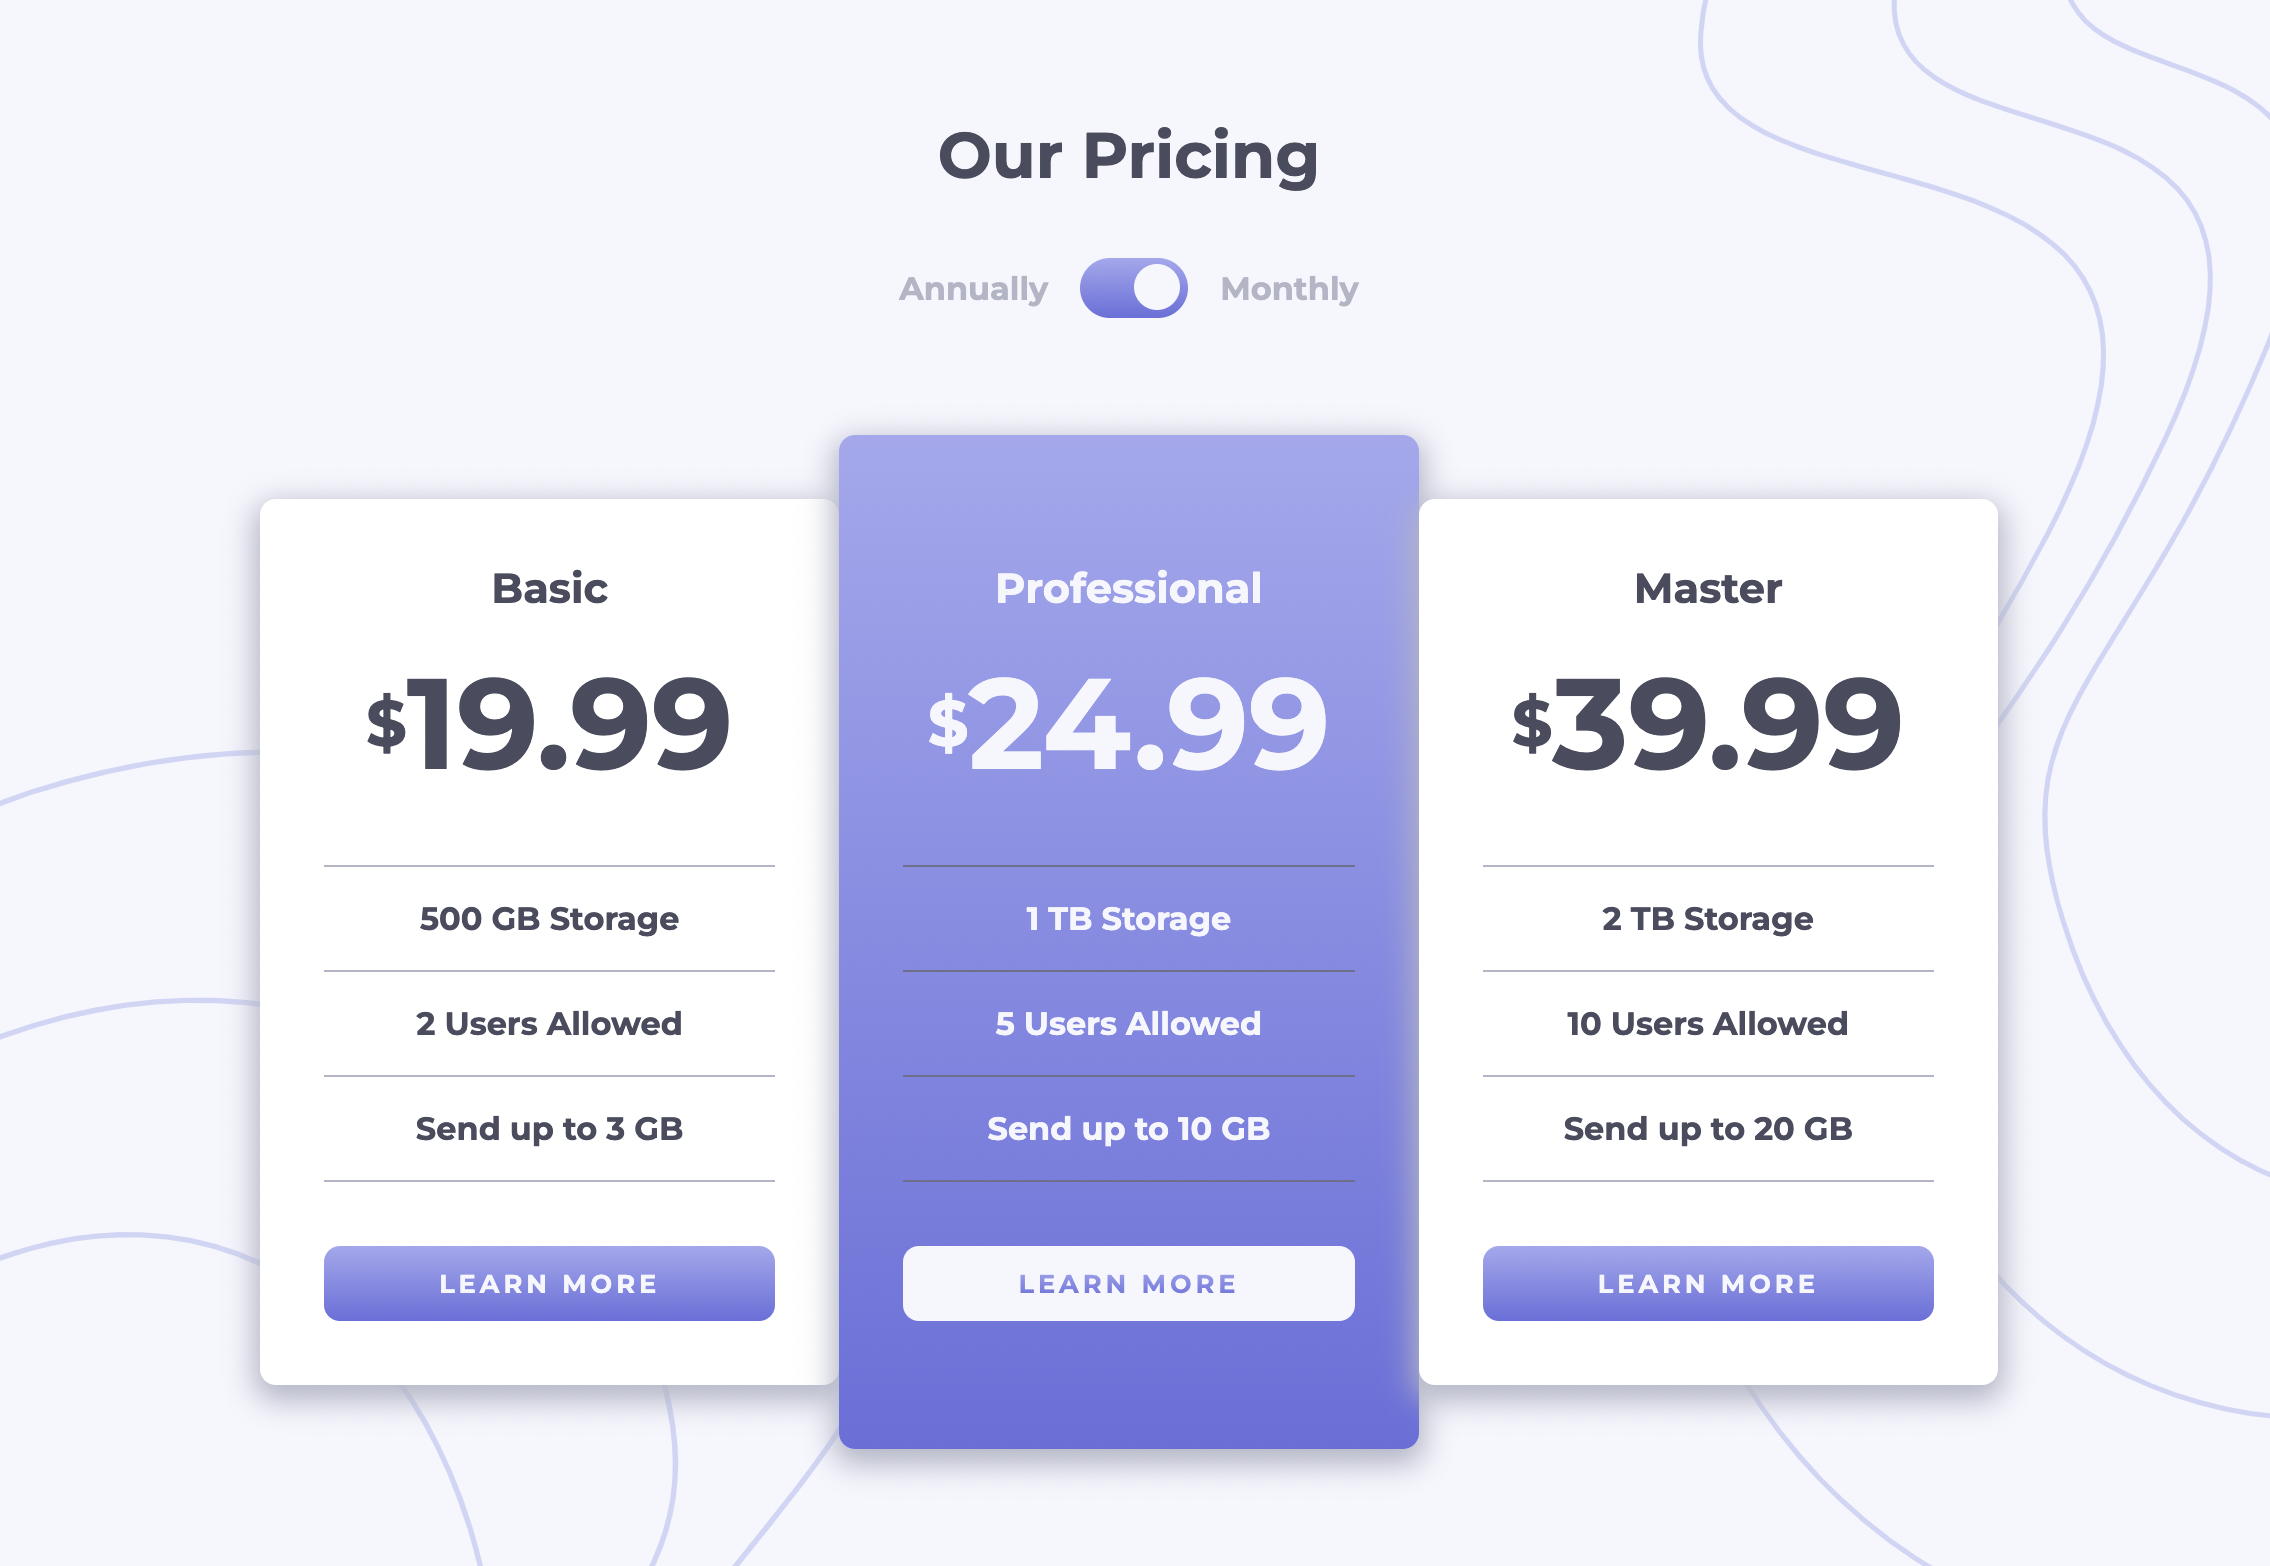 Our Pricing
Annually Monthly
Basic
$19.99
500 GB Storage
2 Users Allowed
Send up to 3 GB
LEARN MORE
Professional
$24.99
1 TB Storage
5 Users Allowed
Send up to 10 GB
LEARN MORE
Master
$39.99
2 TB Storage
10 Users Allowed
Send up to 20 GB
LEARN MORE